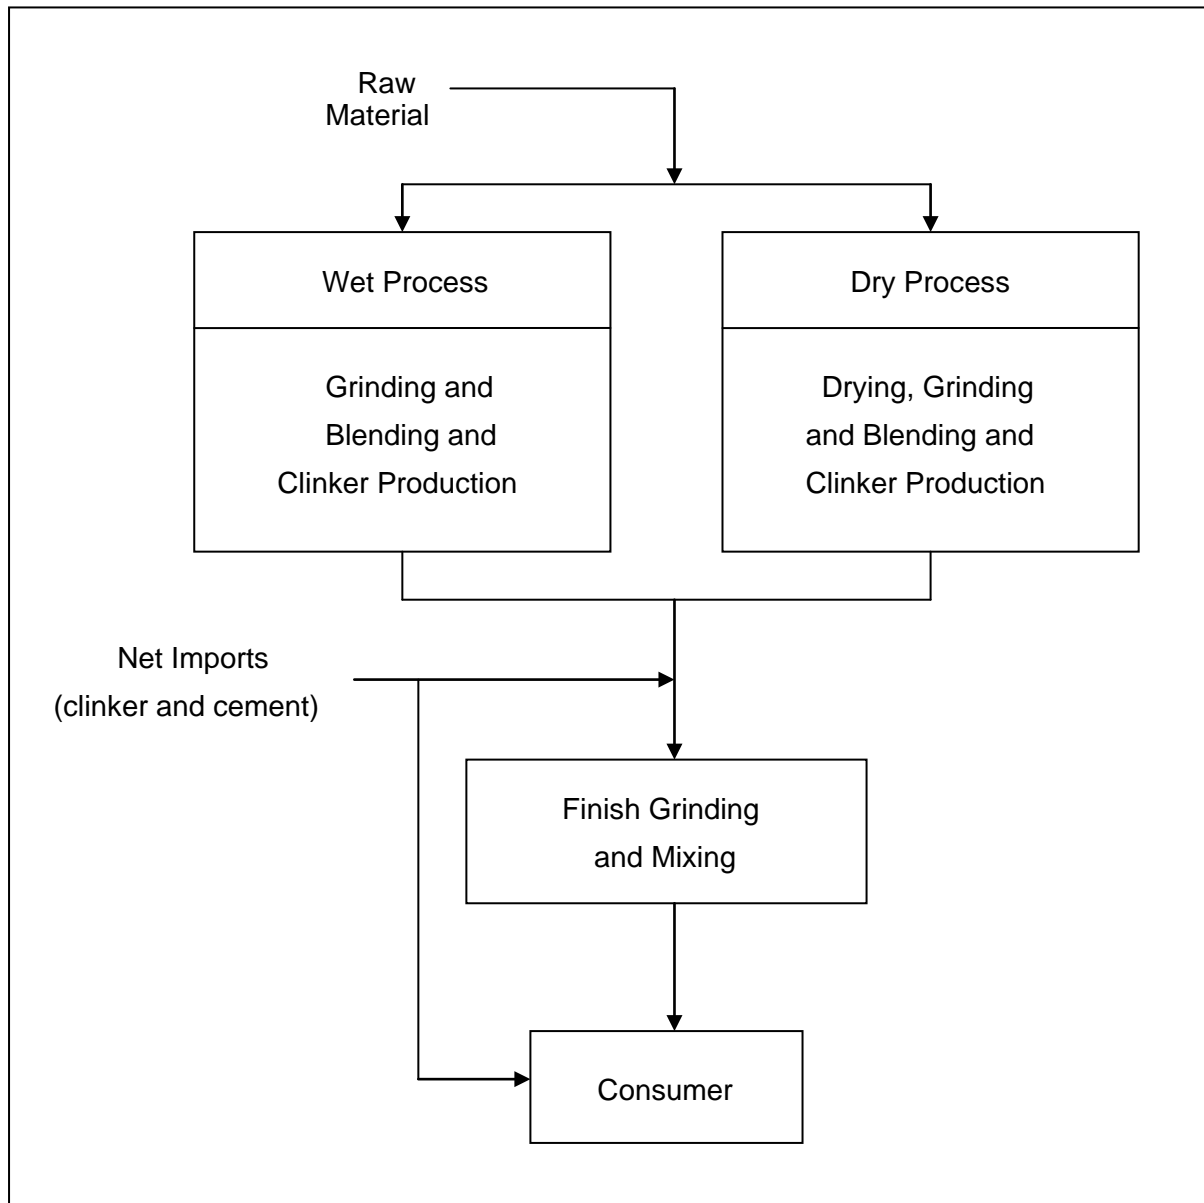 Raw
Material
Wet Process
Dry Process
Grinding and
Blending and
Clinker Production
Drying, Grinding
and Blending and
Clinker Production
Net Imports
(clinker and cement)
Finish Grinding
and Mixing
Consumer